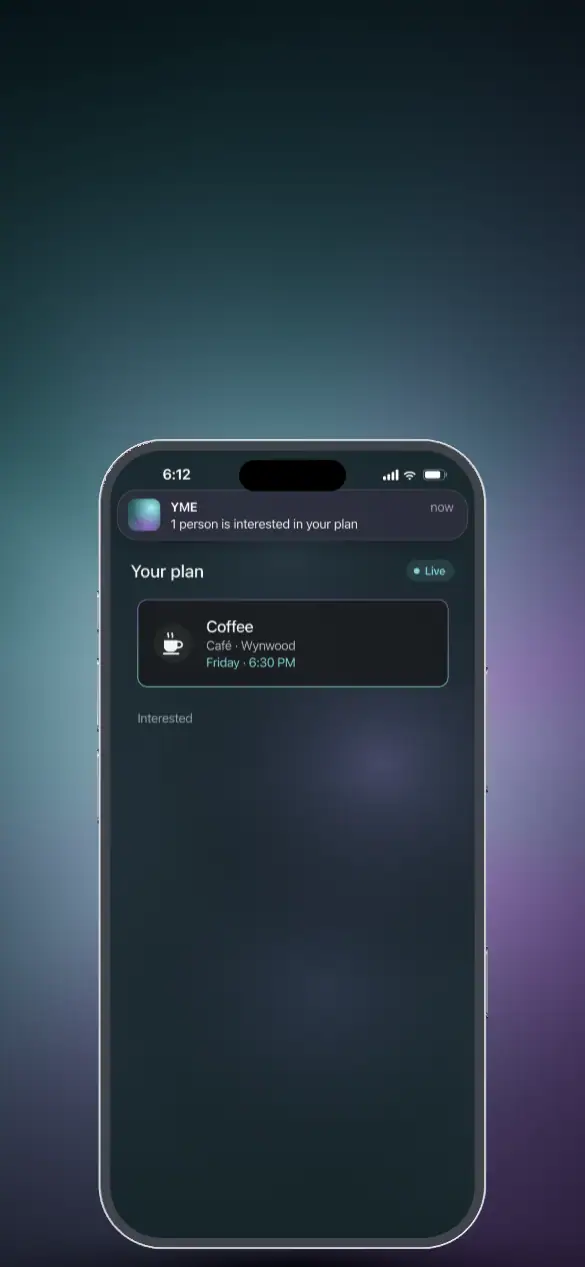 6:12
YME
now
1 person is interested in your plan
Your plan
Live
Coffee
Café · Wynwood
Friday · 6:30 PM
Interested